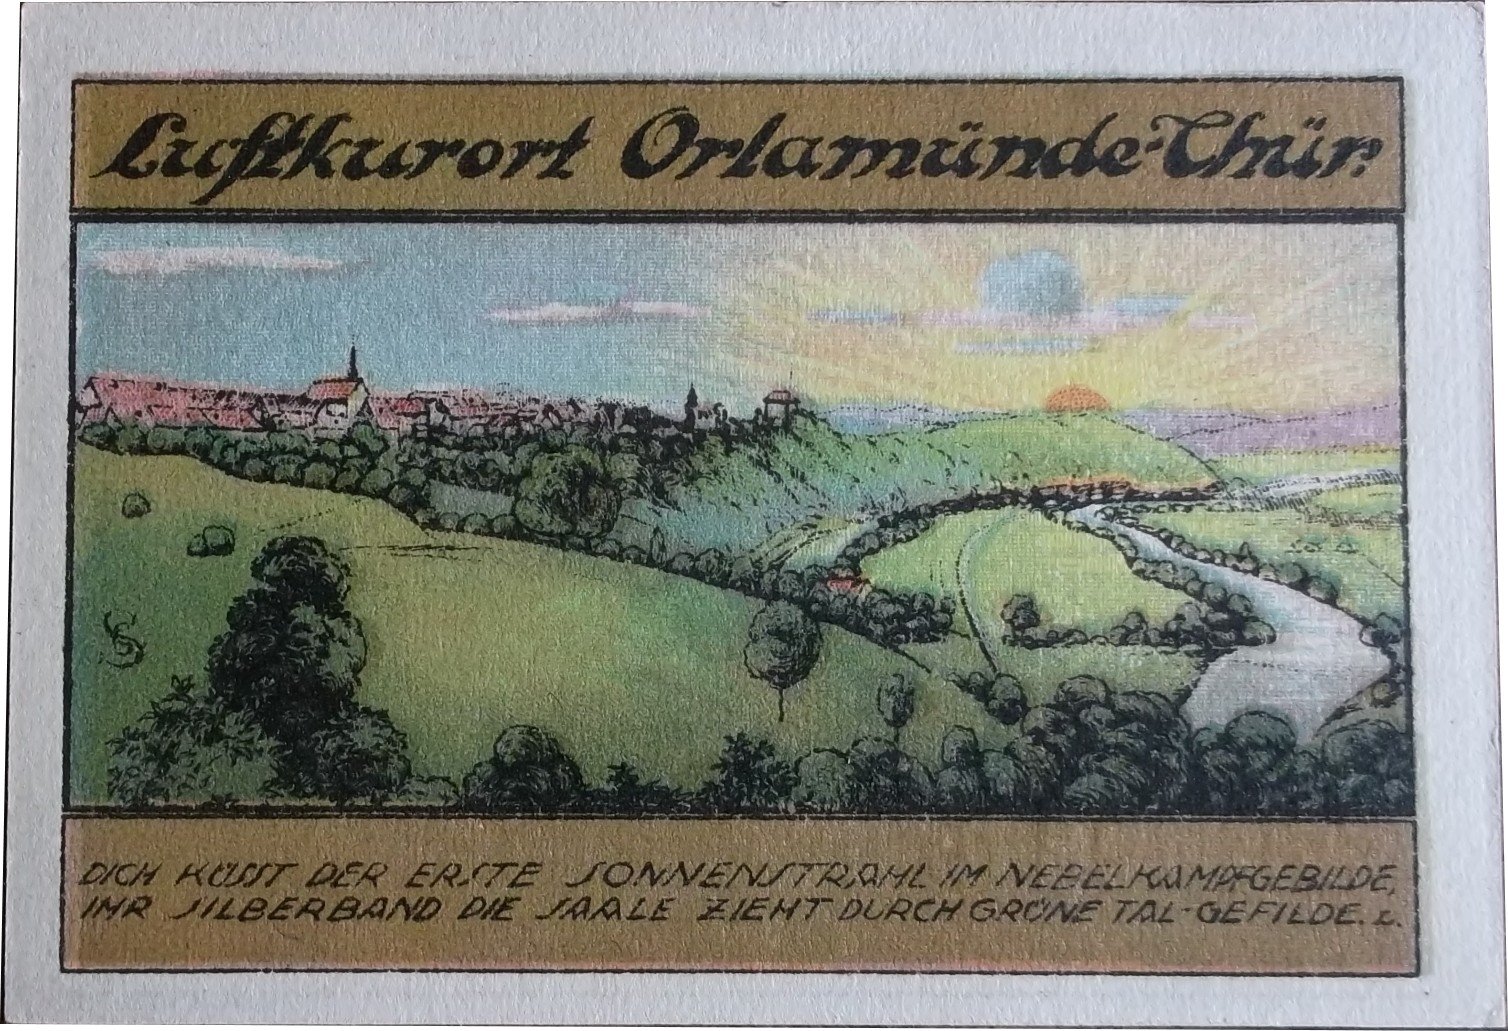 Luftkurort Orlamünde-Thür.
DICH KÜSST DER ERSTE SONNENSTRAHL IM NEBELKAMPFGEBILDE,
IHR SILBERBAND DIE SAALE ZIEHT DURCH GRÜNE TAL-GEFILDE. L.